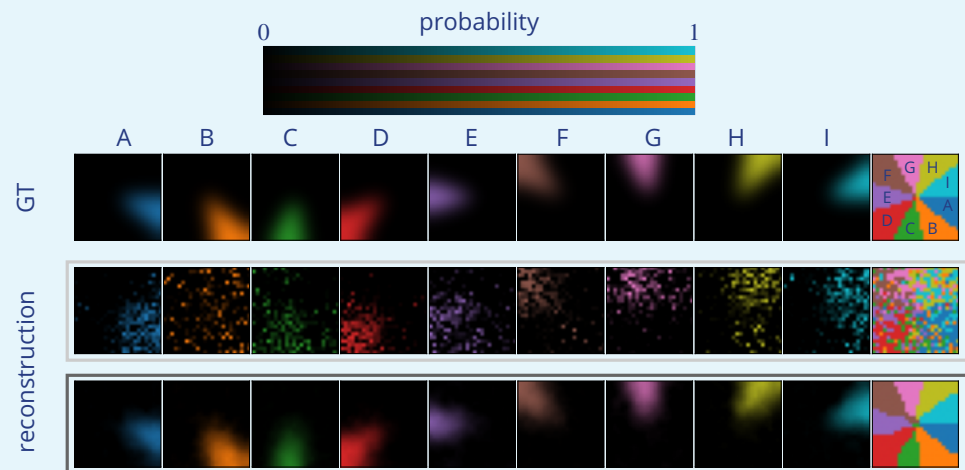 probability
0 1
A B C D E F G H I
GT
F G H
E I
D A
C B
reconstruction